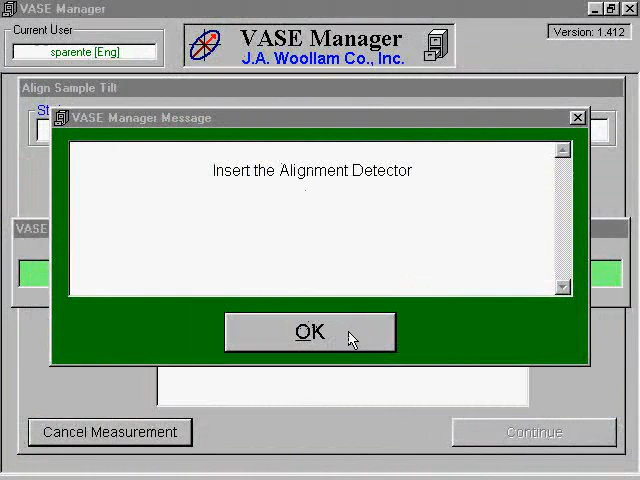 VASE Manager
Current User
sparente [Eng]
VASE Manager
J.A. Woollam Co., Inc.
Version: 1.412
Align Sample Tilt
VASE Manager Message
Insert the Alignment Detector
VASE
OK
Cancel Measurement
Continue